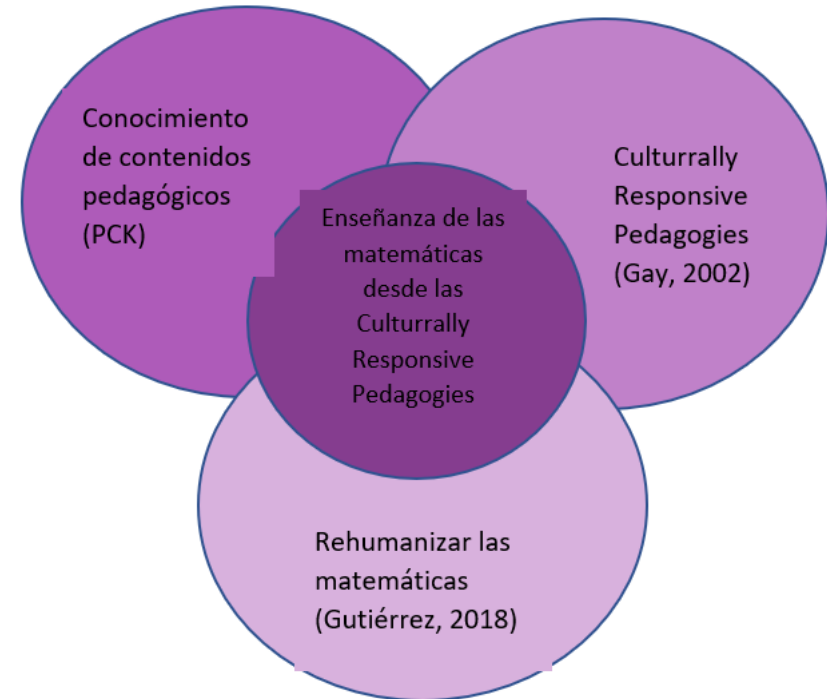 Conocimiento
de contenidos
pedagógicos
(PCK)
Culturrally
Responsive
Pedagogies
(Gay, 2002)
Enseñanza de las
matemáticas
desde las
Culturrally
Responsive
Pedagogies
Rehumanizar las
matemáticas
(Gutiérrez, 2018)